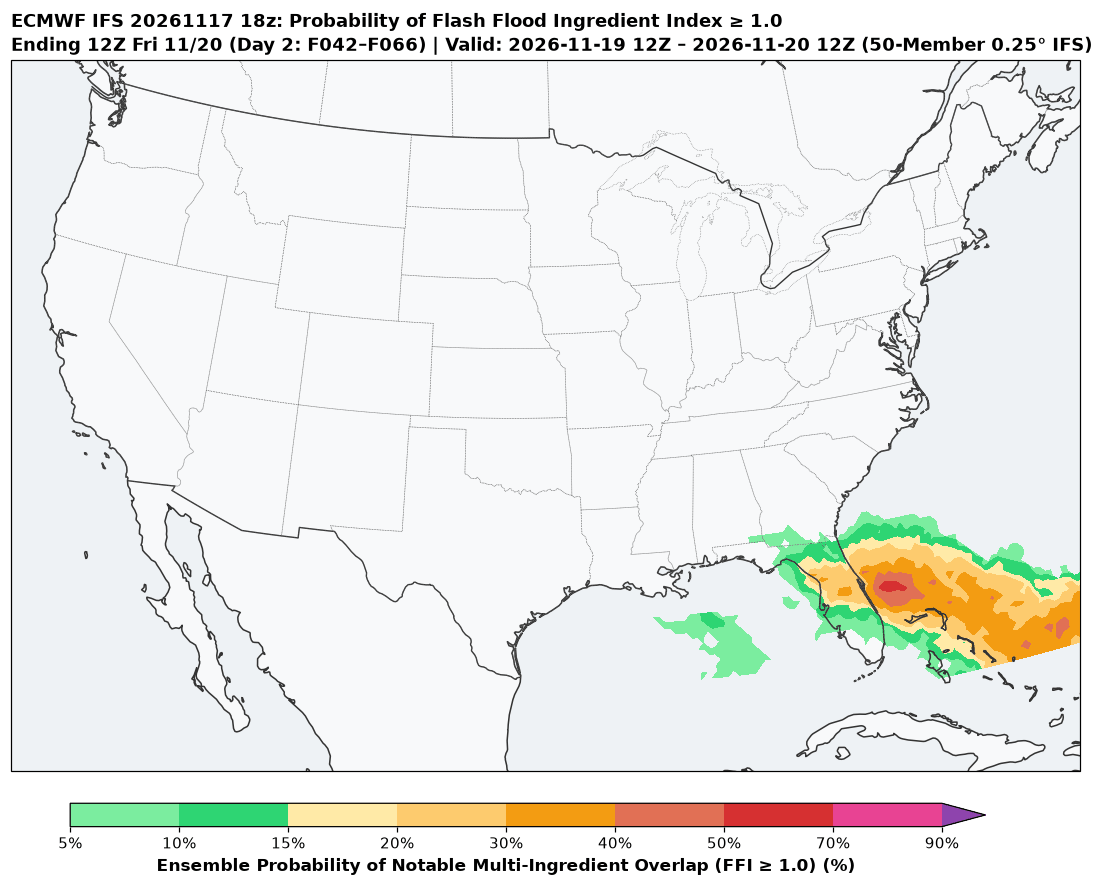 ECMWF IFS 20261117 18z: Probability of Flash Flood Ingredient Index ≥ 1.0
Ending 12Z Fri 11/20 (Day 2: F042–F066) | Valid: 2026-11-19 12Z – 2026-11-20 12Z (50-Member 0.25° IFS)
5% 10% 15% 20% 30% 40% 50% 70% 90%
Ensemble Probability of Notable Multi-Ingredient Overlap (FFI ≥ 1.0) (%)